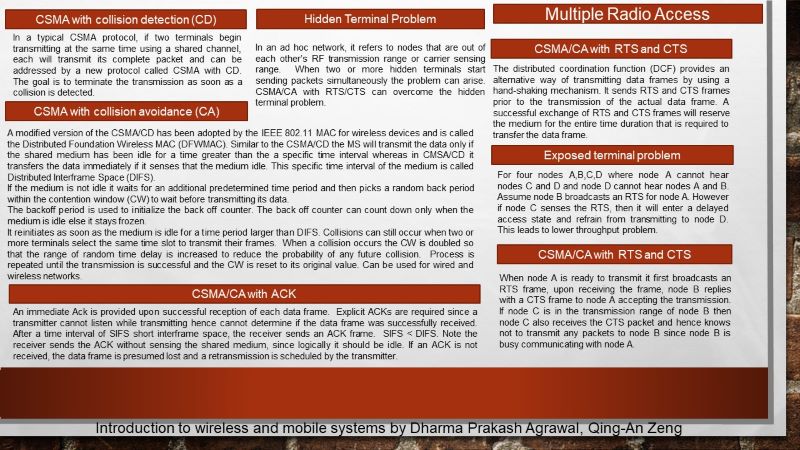 CSMA with collision detection (CD)
In a typical CSMA protocol, if two terminals begin
transmitting at the same time using a shared channel,
each will transmit its complete packet and can be
addressed by a new protocol called CSMA with CD.
The goal is to terminate the transmission as soon as a
collision is detected.
CSMA with collision avoidance (CA)
A modified version of the CSMA/CD has been adopted by the IEEE 802.11 MAC for wireless devices and is called
the Distributed Foundation Wireless MAC (DFWMAC). Similar to the CSMA/CD the MS will transmit the data only if
the shared medium has been idle for a time greater than the a specific time interval whereas in CMSA/CD it
transfers the data immediately if it senses that the medium idle. This specific time interval of the medium is called
Distributed Interframe Space (DIFS).
If the medium is not idle it waits for an additional predetermined time period and then picks a random back period
within the contention window (CW) to wait before transmitting its data.
The backoff period is used to initialize the back off counter. The back off counter can count down only when the
medium is idle else it stays frozen.
It reinitiates as soon as the medium is idle for a time period larger than DIFS. Collisions can still occur when two or
more terminals select the same time slot to transmit their frames. When a collision occurs the CW is doubled so
that the range of random time delay is increased to reduce the probability of any future collision. Process is
repeated until the transmission is successful and the CW is reset to its original value. Can be used for wired and
wireless networks.
CSMA/CA with ACK
An immediate Ack is provided upon successful reception of each data frame. Explicit ACKs are required since a
transmitter cannot listen while transmitting hence cannot determine if the data frame was successfully received.
After a time interval of SIFS short interframe space, the receiver sends an ACK frame. SIFS < DIFS. Note the
receiver sends the ACK without sensing the shared medium, since logically it should be idle. If an ACK is not
received, the data frame is presumed lost and a retransmission is scheduled by the transmitter.
Hidden Terminal Problem
In an ad hoc network, it refers to nodes that are out of
each other's RF transmission range or carrier sensing
range. When two or more hidden terminals start
sending packets simultaneously the problem can arise.
CSMA/CA with RTS/CTS can overcome the hidden
terminal problem.
Multiple Radio Access
CSMA/CA with RTS and CTS
The distributed coordination function (DCF) provides an
alternative way of transmitting data frames by using a
hand-shaking mechanism. It sends RTS and CTS frames
prior to the transmission of the actual data frame. A
successful exchange of RTS and CTS frames will reserve
the medium for the entire time duration that is required to
transfer the data frame.
Exposed terminal problem
For four nodes A,B,C,D where node A cannot hear
nodes C and D and node D cannot hear nodes A and B.
Assume node B broadcasts an RTS for node A. However
if node C senses the RTS, then it will enter a delayed
access state and refrain from transmitting to node D.
This leads to lower throughput problem.
CSMA/CA with RTS and CTS
When node A is ready to transmit it first broadcasts an
RTS frame, upon receiving the frame, node B replies
with a CTS frame to node A accepting the transmission.
If node C is in the transmission range of node B then
node C also receives the CTS packet and hence knows
not to transmit any packets to node B since node B is
busy communicating with node A.
Introduction to wireless and mobile systems by Dharma Prakash Agrawal, Qing-An Zeng